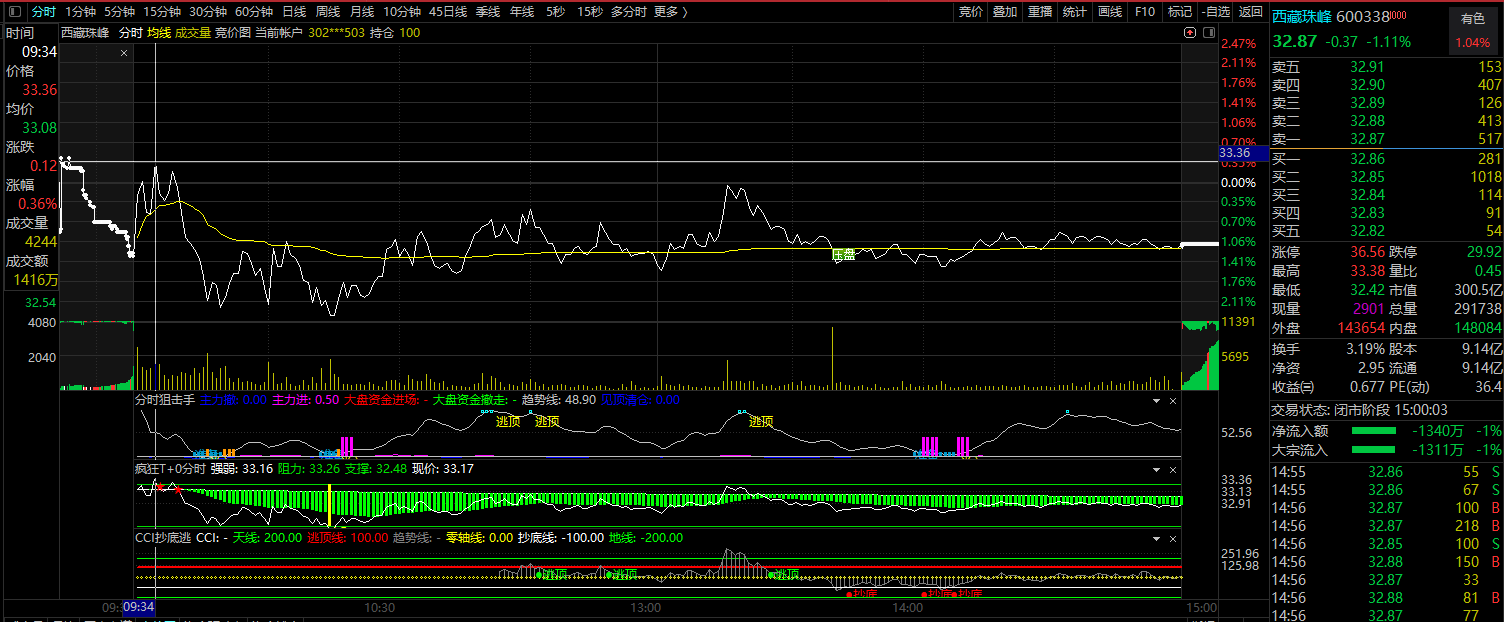 分时 1分钟 5分钟 15分钟 30分钟 60分钟 日线 周线 月线 10分钟 45日线 季线 年线 5秒 15秒 多分时 更多 〉 竞价 叠加 重播 统计 画线 F10 标记 -自选 返回
西藏珠峰 600338
有色
32.87 -0.37 -1.11% 1.04%
时间 西藏珠峰 分时 均线 成交量 竞价图 当前帐户 302***503 持仓 100
09:34
价格
33.36
均价
33.08
涨跌
0.12
涨幅
0.36%
成交量
4244
成交额
1416万
32.54
4080
2040
2.47%
2.11%
1.76%
1.41%
1.06%
0.70%
33.36
0.00%
0.35%
0.70%
1.06%
1.41%
1.76%
2.11%
11391
5695
压盘
分时狙击手 主力撤: 0.00 主力进: 0.50 大盘资金进场: - 大盘资金撤走: - 趋势线: 48.90 见顶清仓: 0.00
逃顶 逃顶 逃顶
52.56
疯狂T+0分时 强弱: 33.16 阻力: 33.26 支撑: 32.48 现价: 33.17
33.36
33.13
32.91
CCI抄底逃 CCI: - 天线: 200.00 逃顶线: 100.00 趋势线: - 零轴线: 0.00 抄底线: -100.00 地线: -200.00
251.96
125.98
逃顶 逃顶 逃顶
抄底 抄底 抄底
09:34 10:30 13:00 14:00 15:00
卖五 32.91 153
卖四 32.90 407
卖三 32.89 126
卖二 32.88 413
卖一 32.87 517
买一 32.86 281
买二 32.85 1018
买三 32.84 114
买四 32.83 91
买五 32.82 54
涨停 36.56 跌停 29.92
最高 33.38 量比 0.45
最低 32.42 市值 300.5亿
现量 2901 总量 291738
外盘 143654 内盘 148084
换手 3.19% 股本 9.14亿
净资 2.95 流通 9.14亿
收益㈢ 0.677 PE(动) 36.4
交易状态: 闭市阶段 15:00:03
净流入额 -1340万 -1%
大宗流入 -1311万 -1%
14:55 32.86 55 S
14:55 32.86 67 S
14:56 32.87 100 B
14:56 32.87 218 B
14:56 32.85 100 S
14:56 32.88 150 B
14:56 32.87 33
14:56 32.88 81 B
14:56 32.87 77